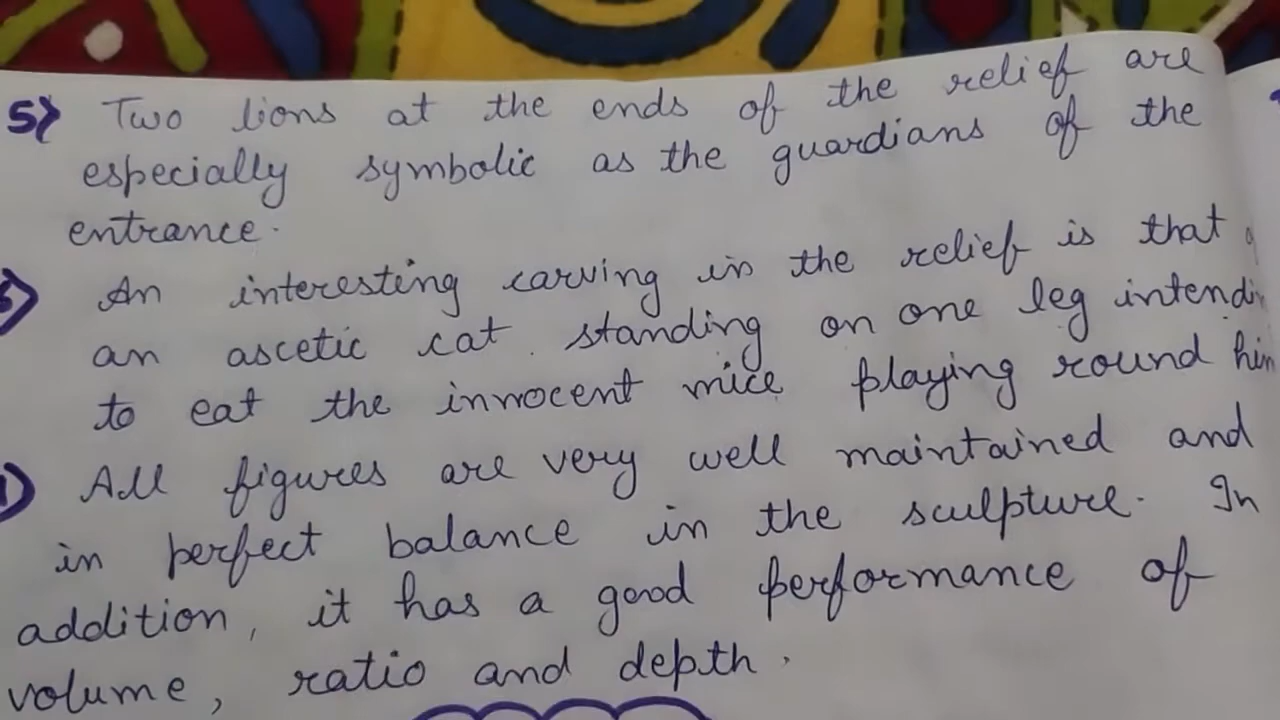 5) Two lions at the ends of the relief are
especially symbolic as the guardians of the
entrance.
An interesting carving in the relief is that
an ascetic cat standing on one leg
to eat the innocent mice playing round
All figures are very well maintained and
in perfect balance in the sculpture. In
addition, it has a good performance of
volume, ratio and depth.